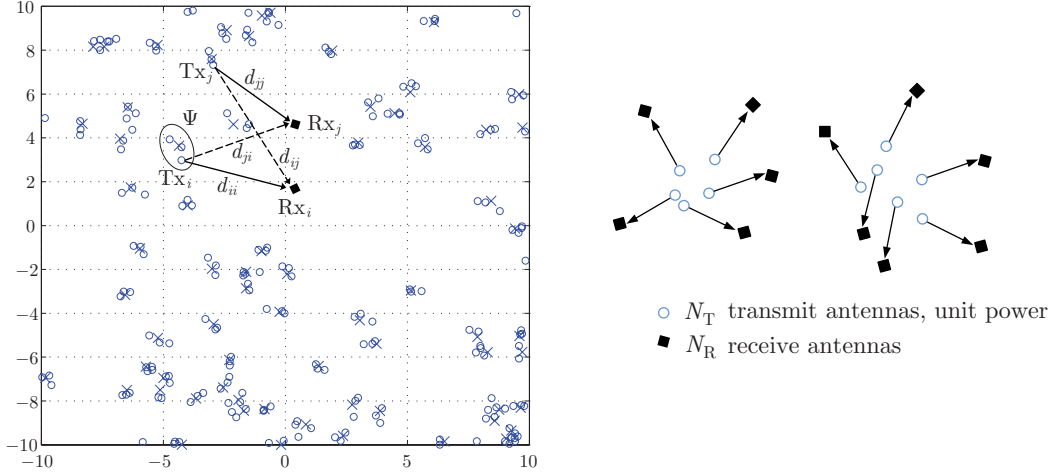 10
8
6
4
2
0
−2
−4
−6
−8
−10
−10
−5
0
5
10
Ψ
Tx_j
Tx_i
Rx_j
Rx_i
d_jj
d_ji
d_ij
d_ii
N_T transmit antennas, unit power
N_R receive antennas